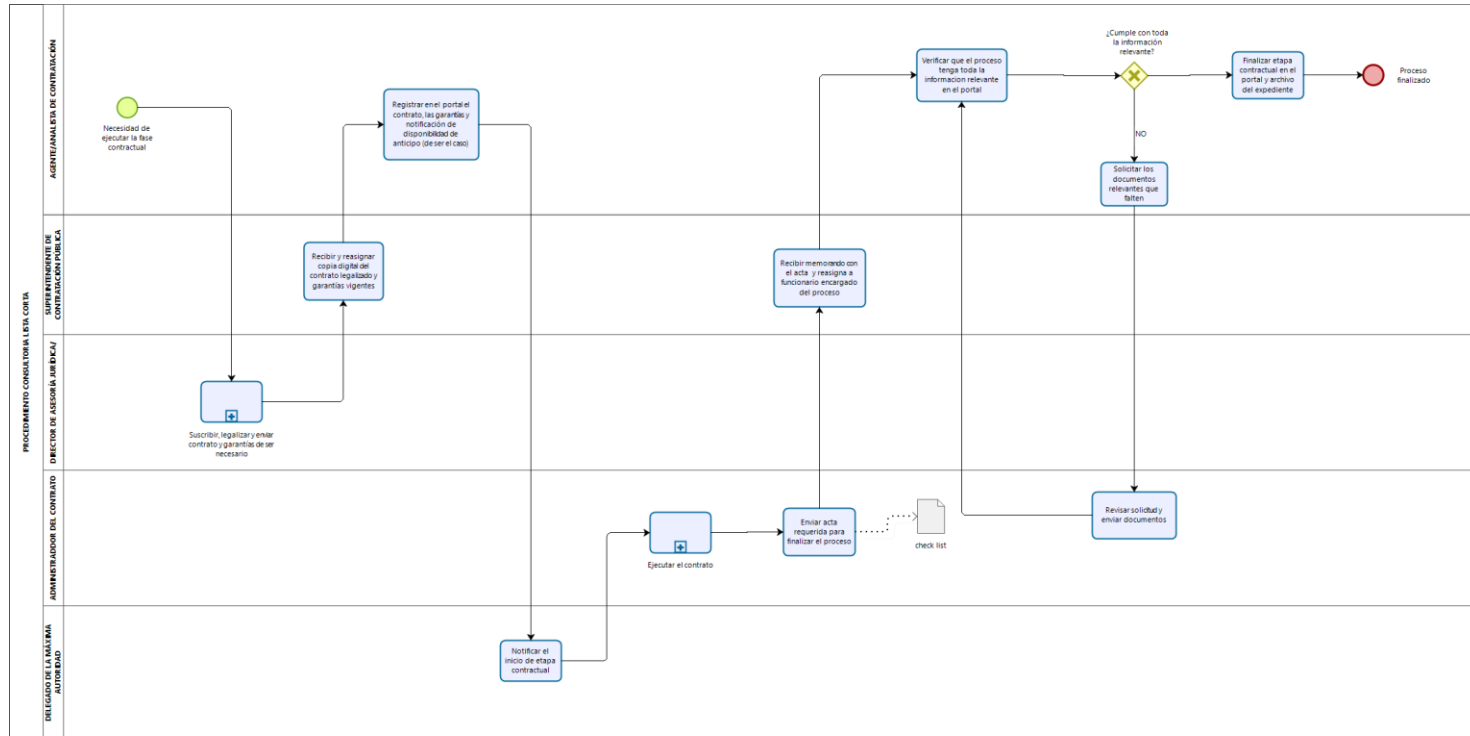 PROCEDIMIENTO CONSULTORIA LISTA CORTA
AGENTE/ANALISTA DE CONTRATACIÓN
Necesidad de
ejecutar la fase
contractual
Registrar en el portal el
contrato, las garantías y
notificación de
disponibilidad de
anticipo (de ser el caso)
Verificar que el proceso
tenga toda la
informacion relevante
en el portal
¿Cumple con toda
la información
relevante?
NO
Finalizar etapa
contractual en el
portal y archivo
del expediente
Proceso
finalizado
Solicitar los
documentos
relevantes que
falten
SUPERINTENDENTE DE
CONTRATACIÓN PÚBLICA
Recibir y reasignar
copia digital del
contrato legalizado y
garantías vigentes
Recibir memorando con
el acta y reasigna a
funcionario encargado
del proceso
DIRECTOR DE ASESORÍA JURÍDICA/
Suscribir, legalizar y enviar
contrato y garantías de ser
necesario
ADMINISTRADOR DEL CONTRATO
Ejecutar el contrato
Enviar acta
requerida para
finalizar el proceso
check list
Revisar solicitud y
enviar documentos
DELEGADO DE LA MÁXIMA
AUTORIDAD
Notificar el
inicio de etapa
contractual